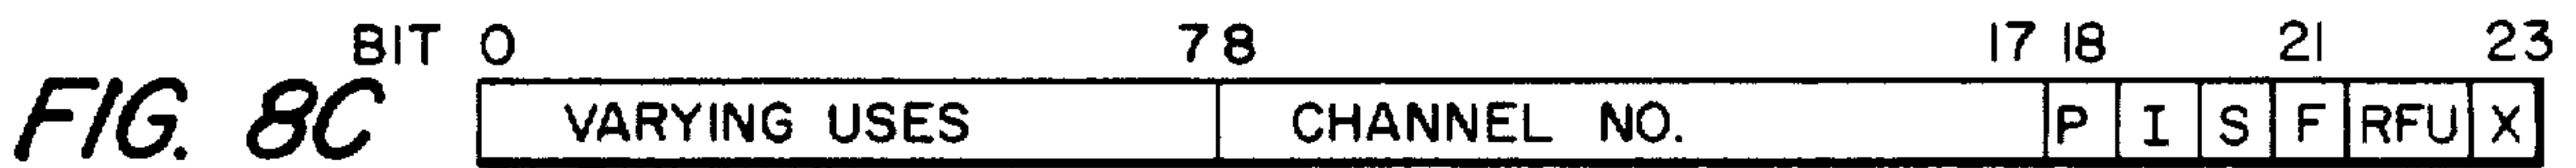 BIT 0 7 8 17 18 21 23
FIG. 8C VARYING USES CHANNEL NO. P I S F RFU X